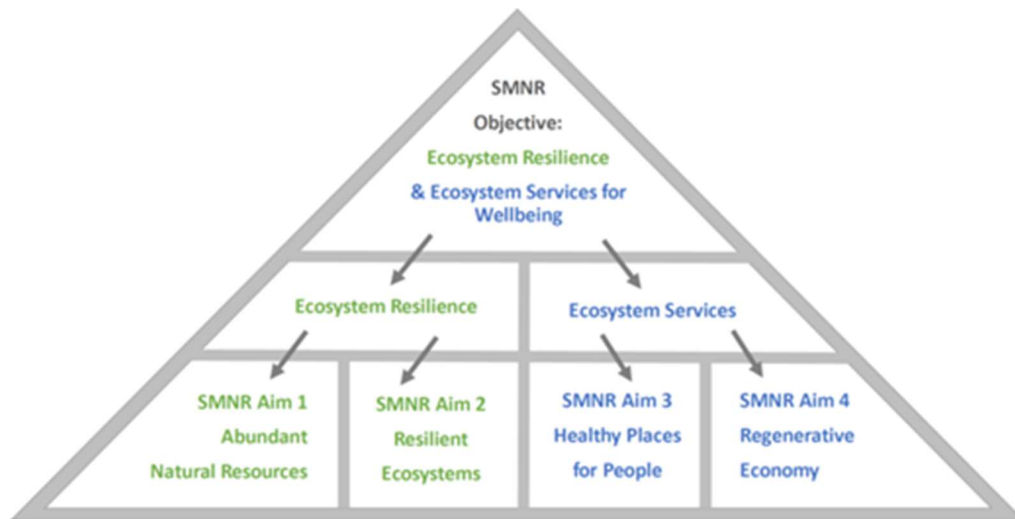 SMNR
Objective:
Ecosystem Resilience
& Ecosystem Services for
Wellbeing
Ecosystem Resilience
Ecosystem Services
SMNR Aim 1
Abundant
Natural Resources
SMNR Aim 2
Resilient
Ecosystems
SMNR Aim 3
Healthy Places
for People
SMNR Aim 4
Regenerative
Economy